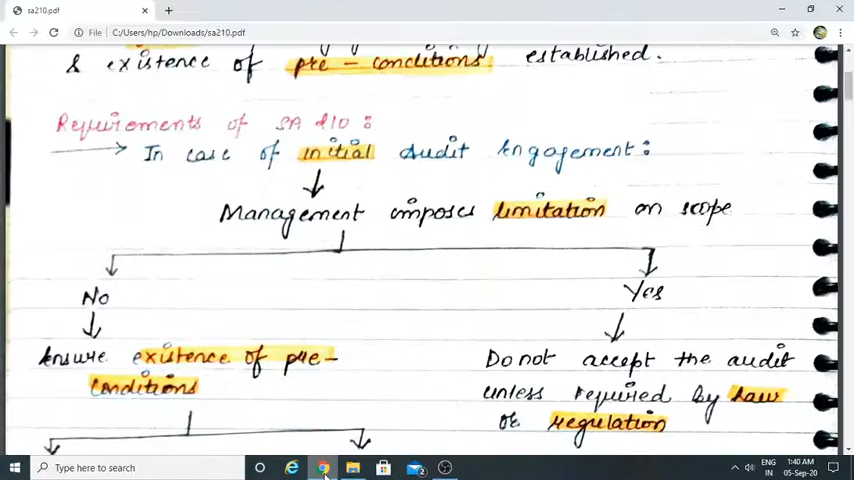 sa210.pdf
File | C:/Users/hp/Downloads/sa210.pdf
& existence of pre-conditions established.
Requirements of SA 210 :
In case of initial Audit Engagement :
Management imposes limitation on scope
No
Yes
Ensure existence of pre-
conditions
Do not accept the audit
unless required by law
or regulation
Type here to search
2
ENG
IN
1:40 AM
05-Sep-20